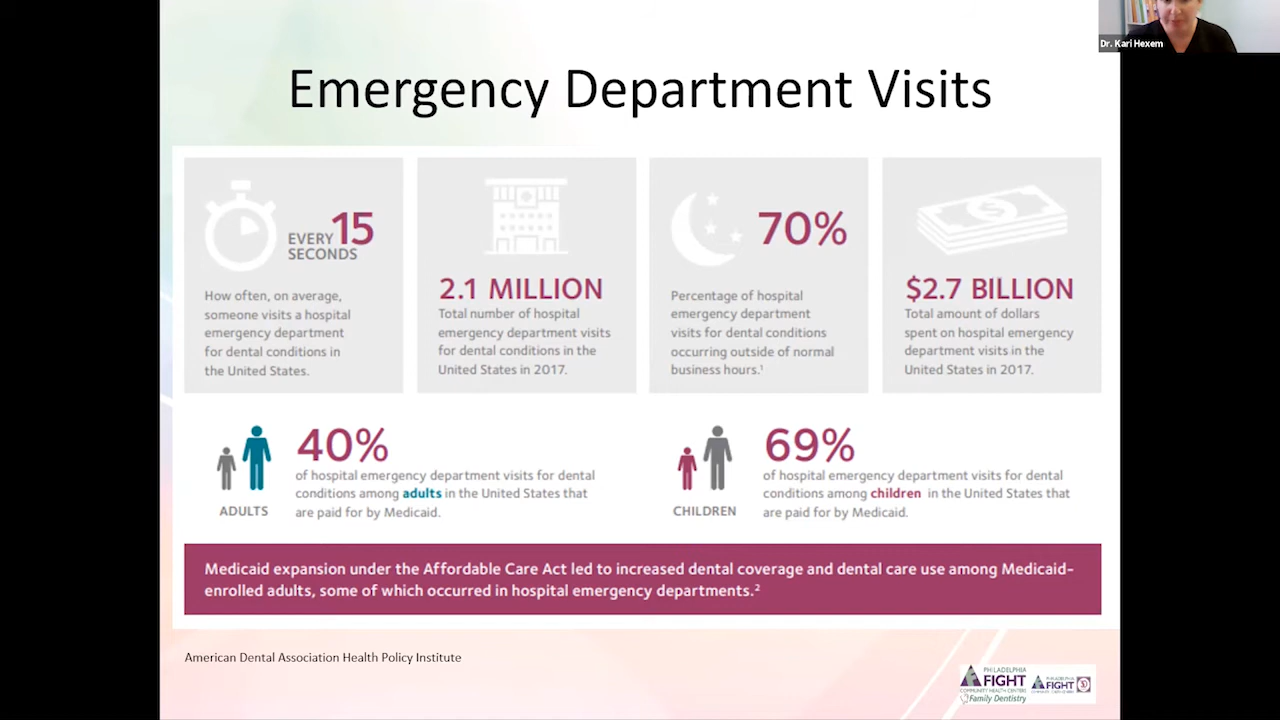 Dr. Kari Hexem
Emergency Department Visits
EVERY 15
SECONDS
How often, on average,
someone visits a hospital
emergency department
for dental conditions in
the United States.
2.1 MILLION
Total number of hospital
emergency department visits
for dental conditions in the
United States in 2017.
70%
Percentage of hospital
emergency department
visits for dental conditions
occurring outside of normal
business hours.¹
$2.7 BILLION
Total amount of dollars
spent on hospital emergency
department visits in the
United States in 2017.
ADULTS
40%
of hospital emergency department visits for dental
conditions among adults in the United States that
are paid for by Medicaid.
CHILDREN
69%
of hospital emergency department visits for dental
conditions among children in the United States that
are paid for by Medicaid.
Medicaid expansion under the Affordable Care Act led to increased dental coverage and dental care use among Medicaid-
enrolled adults, some of which occurred in hospital emergency departments.²
American Dental Association Health Policy Institute
PHILADELPHIA
FIGHT
COMMUNITY HEALTH CENTERS
Family Dentistry
PHILADELPHIA
FIGHT